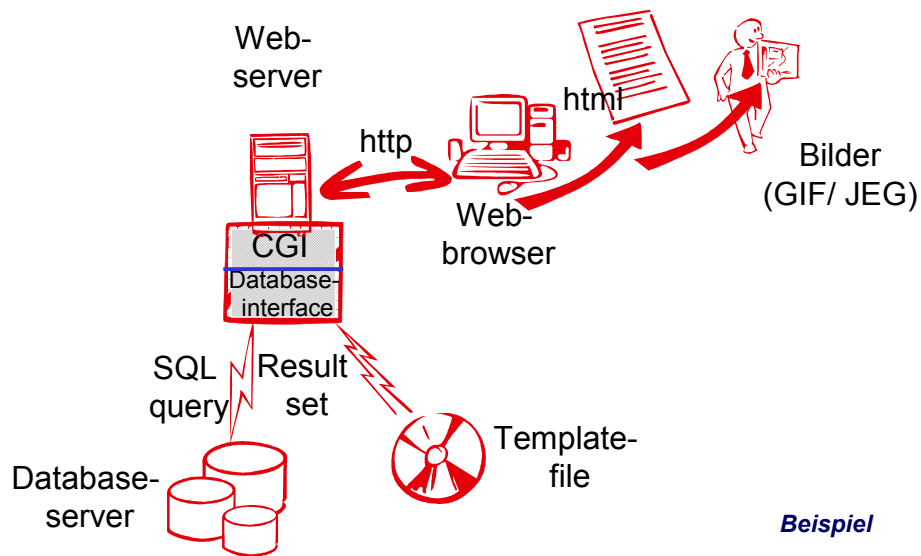 Web-
server
http
html
Web-
browser
Bilder
(GIF/ JEG)
CGI
Database-
interface
SQL
query
Result
set
Database-
server
Template-
file
Beispiel